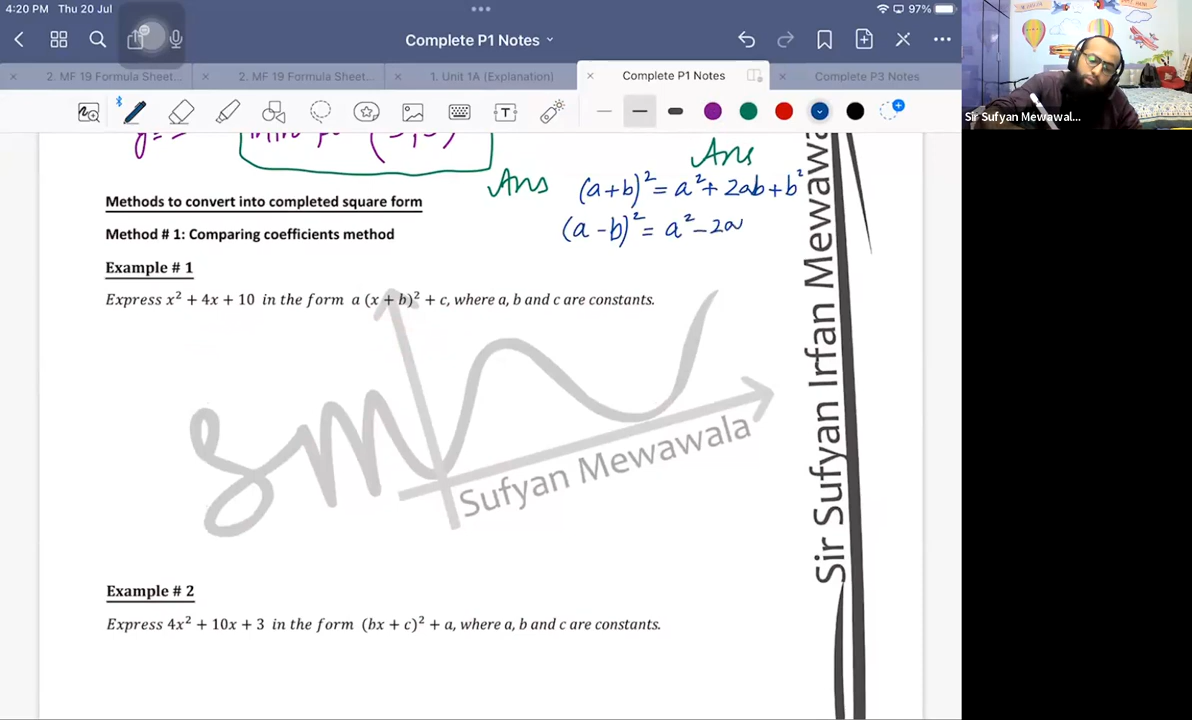 4:20 PM Thu 20 Jul
97%
Complete P1 Notes
2. MF 19 Formula Sheet...
2. MF 19 Formula Sheet...
1. Unit 1A (Explanation)
Complete P1 Notes
Complete P3 Notes
Sir Sufyan Mewawal...
Ans
Ans
(a+b)² = a² + 2ab + b²
Methods to convert into completed square form
(a - b)² = a² - 2a
Method # 1: Comparing coefficients method
Example # 1
Express x² + 4x + 10 in the form a (x + b)² + c, where a, b and c are constants.
sm
Sufyan Mewawala
Sir Sufyan Irfan Mewawa
Example # 2
Express 4x² + 10x + 3 in the form (bx + c)² + a, where a, b and c are constants.